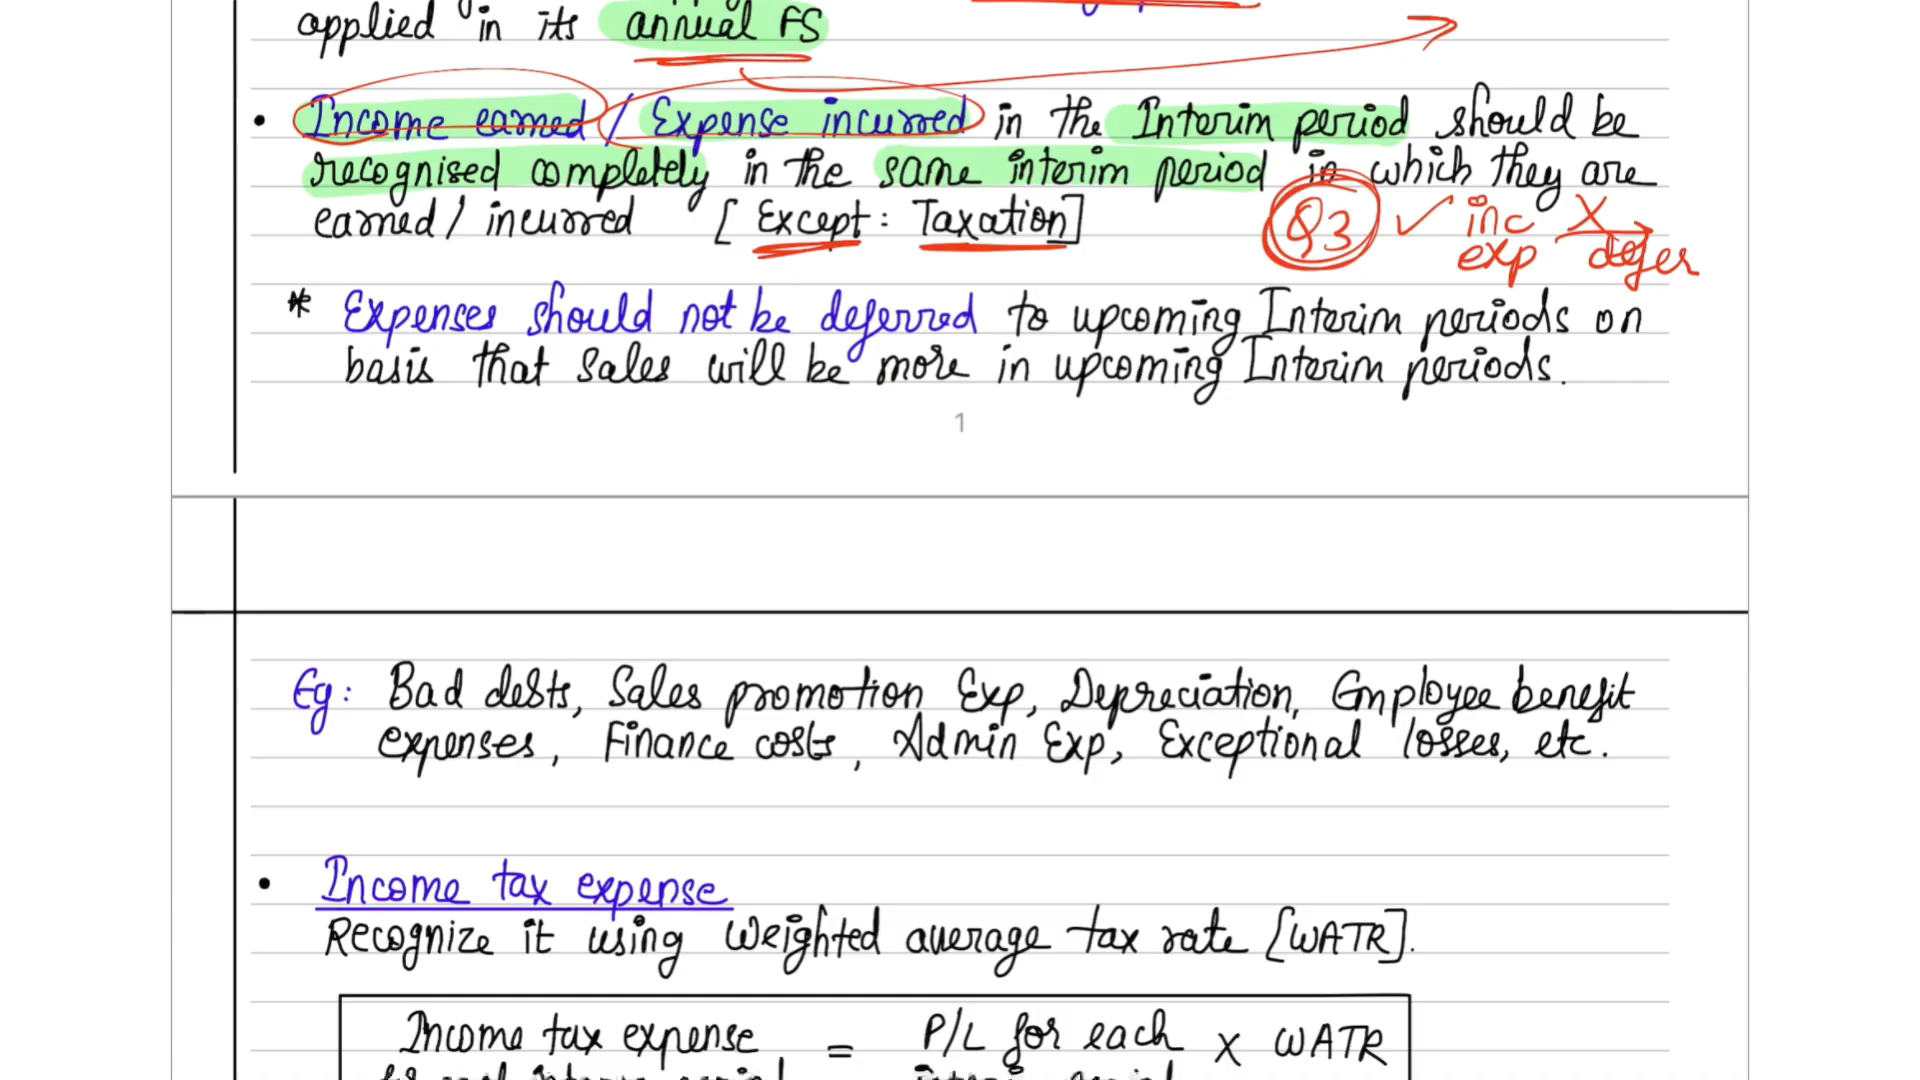 applied in its annual FS
• Income earned / Expense incurred in the Interim period should be
recognised completely in the same interim period in which they are
earned / incurred [Except: Taxation]
Q3 ✓ inc X
exp defer
* Expenses should not be deferred to upcoming Interim periods on
basis that Sales will be more in upcoming Interim periods.
1
Eg: Bad debts, Sales promotion Exp, Depreciation, Employee benefit
expenses, Finance costs, Admin Exp, Exceptional losses, etc.
• Income tax expense
Recognize it using Weighted average tax rate [WATR].
Income tax expense = P/L for each X WATR